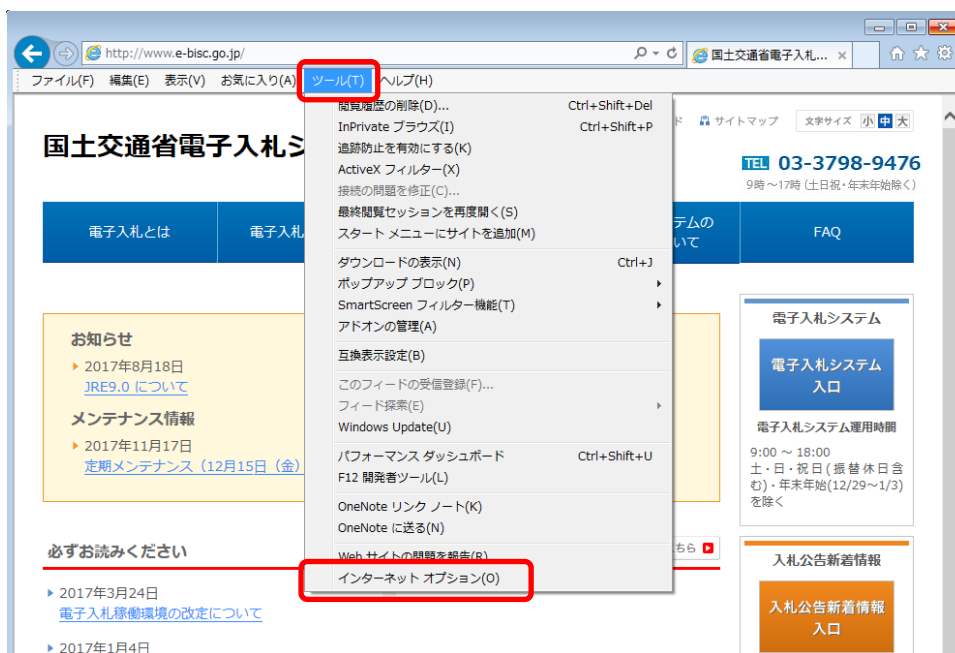 http://www.e-bisc.go.jp/
国土交通省電子入札...
ファイル(F) 編集(E) 表示(V) お気に入り(A) ツール(T) ヘルプ(H)
閲覧履歴の削除(D)... Ctrl+Shift+Del
InPrivate ブラウズ(I) Ctrl+Shift+P
追跡防止を有効にする(K)
ActiveX フィルター(X)
接続の問題を修正(C)...
最終閲覧セッションを再度開く(S)
スタート メニューにサイトを追加(M)
ダウンロードの表示(N) Ctrl+J
ポップアップ ブロック(P)
SmartScreen フィルター機能(T)
アドオンの管理(A)
互換表示設定(B)
このフィードの受信登録(F)...
フィード探索(E)
Windows Update(U)
パフォーマンス ダッシュボード Ctrl+Shift+U
F12 開発者ツール(L)
OneNote リンク ノート(K)
OneNote に送る(N)
Web サイトの問題を報告(R)
インターネット オプション(O)
国土交通省電子入札シ
ド サイトマップ 文字サイズ 小 中 大
TEL 03-3798-9476
9時~17時(土日祝・年末年始除く)
電子入札とは
電子入札
テムの
いて
FAQ
お知らせ
2017年8月18日
JRE9.0 について
メンテナンス情報
2017年11月17日
定期メンテナンス(12月15日(金)
必ずお読みください
ちら
2017年3月24日
電子入札稼働環境の改定について
2017年1月4日
電子入札システム
電子入札システム
入口
電子入札システム運用時間
9:00 ~ 18:00
土・日・祝日(振替休日含
む)・年末年始(12/29~1/3)
を除く
入札公告新着情報
入札公告新着情報
入口